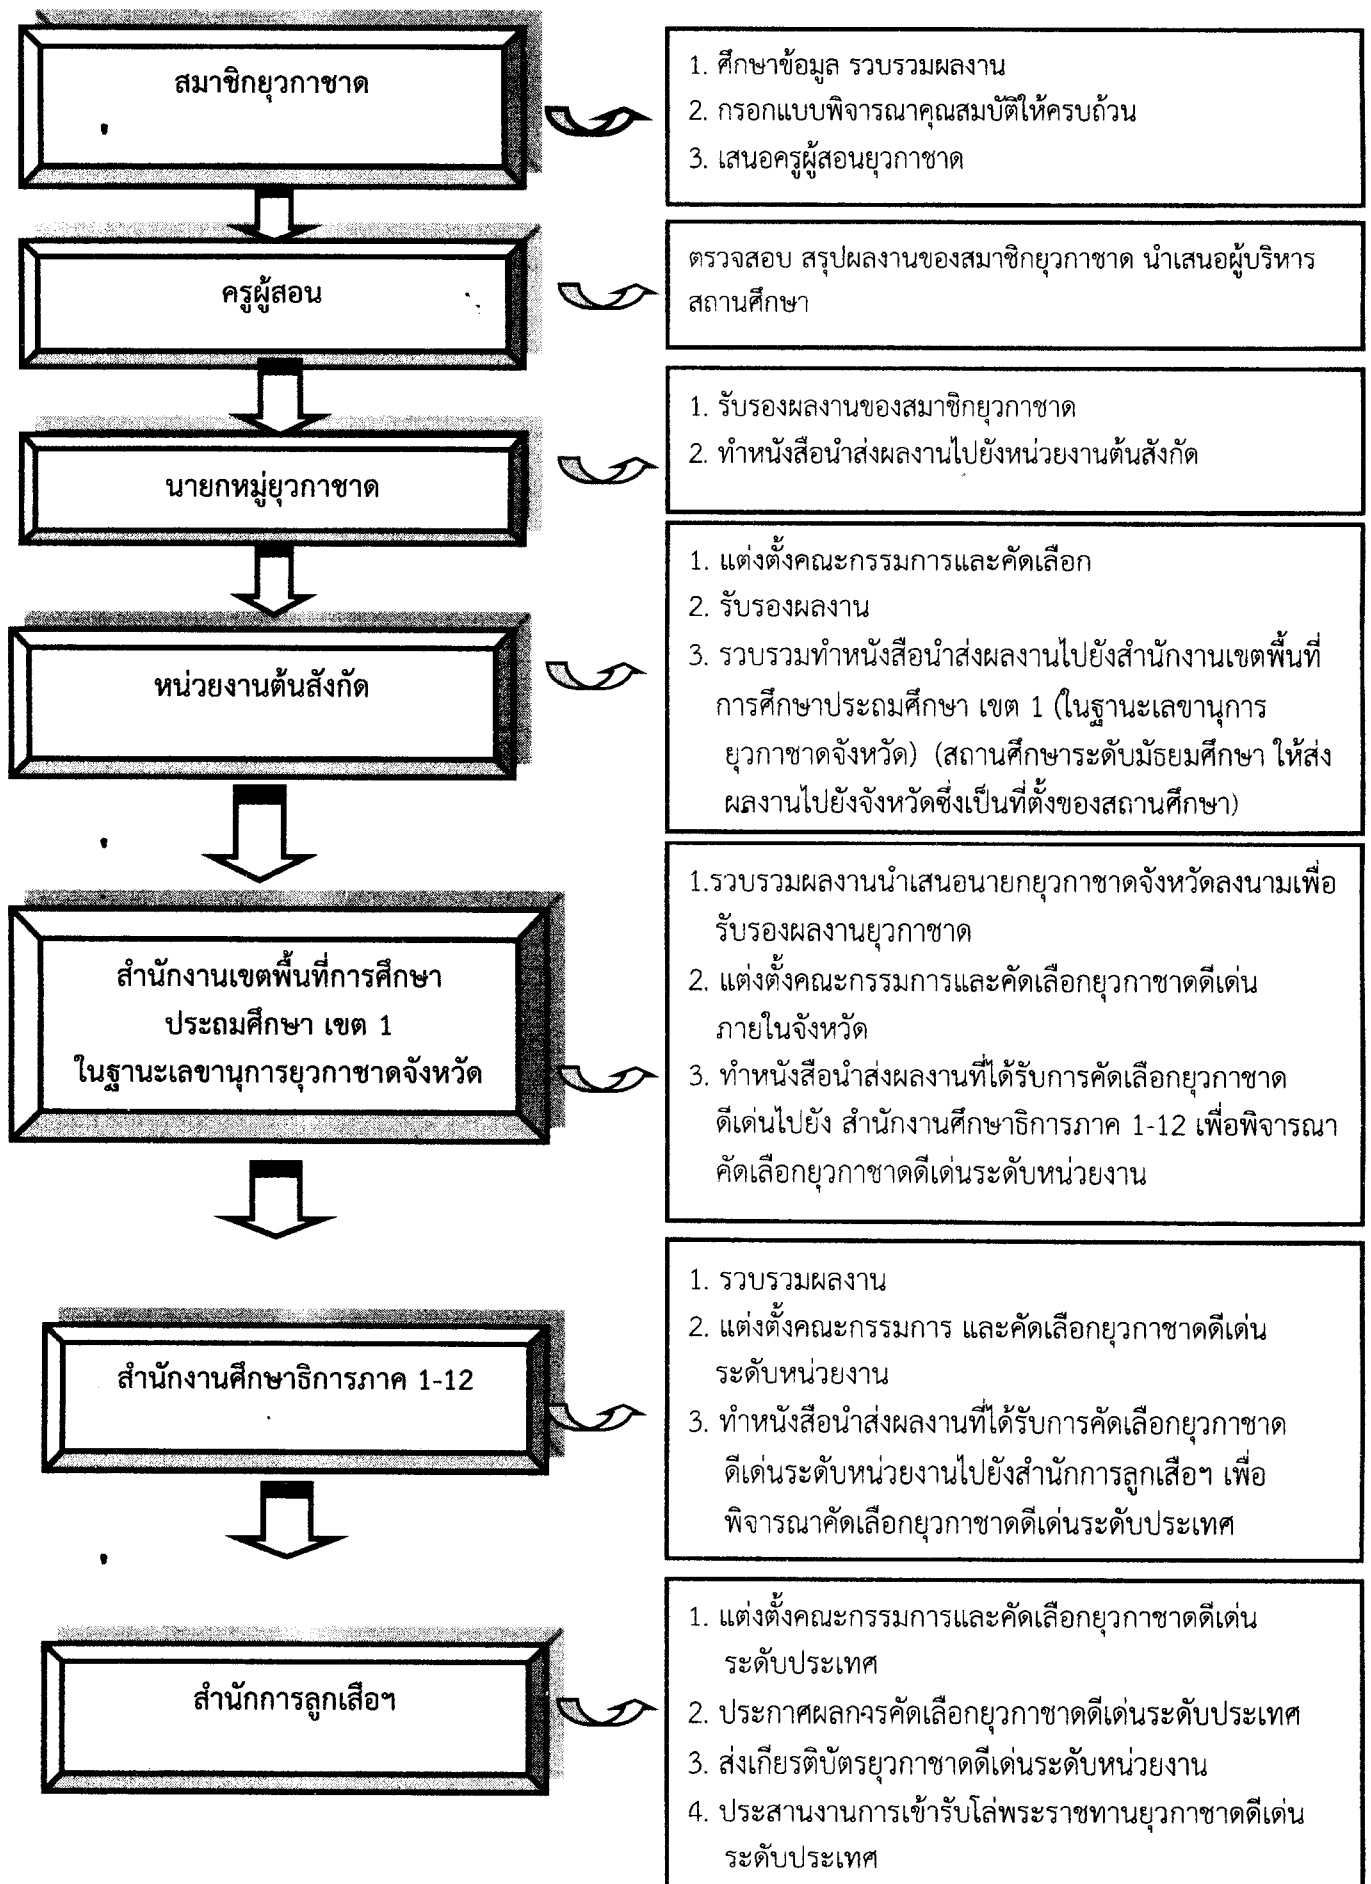 สมาชิกยุวกาชาด
1. ศึกษาข้อมูล รวบรวมผลงาน
2. กรอกแบบพิจารณาคุณสมบัติให้ครบถ้วน
3. เสนอครูผู้สอนยุวกาชาด
ครูผู้สอน
ตรวจสอบ สรุปผลงานของสมาชิกยุวกาชาด นำเสนอผู้บริหาร
สถานศึกษา
นายกหมู่ยุวกาชาด
1. รับรองผลงานของสมาชิกยุวกาชาด
2. ทำหนังสือนำส่งผลงานไปยังหน่วยงานต้นสังกัด
หน่วยงานต้นสังกัด
1. แต่งตั้งคณะกรรมการและคัดเลือก
2. รับรองผลงาน
3. รวบรวมทำหนังสือนำส่งผลงานไปยังสำนักงานเขตพื้นที่
การศึกษาประถมศึกษา เขต 1 (ในฐานะเลขานุการ
ยุวกาชาดจังหวัด) (สถานศึกษาระดับมัธยมศึกษา ให้ส่ง
ผลงานไปยังจังหวัดซึ่งเป็นที่ตั้งของสถานศึกษา)
สำนักงานเขตพื้นที่การศึกษา
ประถมศึกษา เขต 1
ในฐานะเลขานุการยุวกาชาดจังหวัด
1.รวบรวมผลงานนำเสนอนายกยุวกาชาดจังหวัดลงนามเพื่อ
รับรองผลงานยุวกาชาด
2. แต่งตั้งคณะกรรมการและคัดเลือกยุวกาชาดดีเด่น
ภายในจังหวัด
3. ทำหนังสือนำส่งผลงานที่ได้รับการคัดเลือกยุวกาชาด
ดีเด่นไปยัง สำนักงานศึกษาธิการภาค 1-12 เพื่อพิจารณา
คัดเลือกยุวกาชาดดีเด่นระดับหน่วยงาน
สำนักงานศึกษาธิการภาค 1-12
1. รวบรวมผลงาน
2. แต่งตั้งคณะกรรมการ และคัดเลือกยุวกาชาดดีเด่น
ระดับหน่วยงาน
3. ทำหนังสือนำส่งผลงานที่ได้รับการคัดเลือกยุวกาชาด
ดีเด่นระดับหน่วยงานไปยังสำนักการลูกเสือฯ เพื่อ
พิจารณาคัดเลือกยุวกาชาดดีเด่นระดับประเทศ
สำนักการลูกเสือฯ
1. แต่งตั้งคณะกรรมการและคัดเลือกยุวกาชาดดีเด่น
ระดับประเทศ
2. ประกาศผลการคัดเลือกยุวกาชาดดีเด่นระดับประเทศ
3. ส่งเกียรติบัตรยุวกาชาดดีเด่นระดับหน่วยงาน
4. ประสานงานการเข้ารับโล่พระราชทานยุวกาชาดดีเด่น
ระดับประเทศ